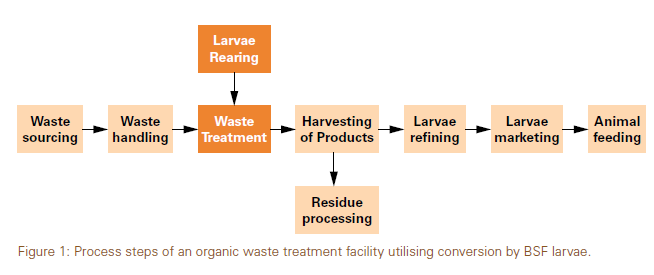 Larvae
Rearing
Waste
sourcing
Waste
handling
Waste
Treatment
Harvesting
of Products
Larvae
refining
Larvae
marketing
Animal
feeding
Residue
processing
Figure 1: Process steps of an organic waste treatment facility utilising conversion by BSF larvae.